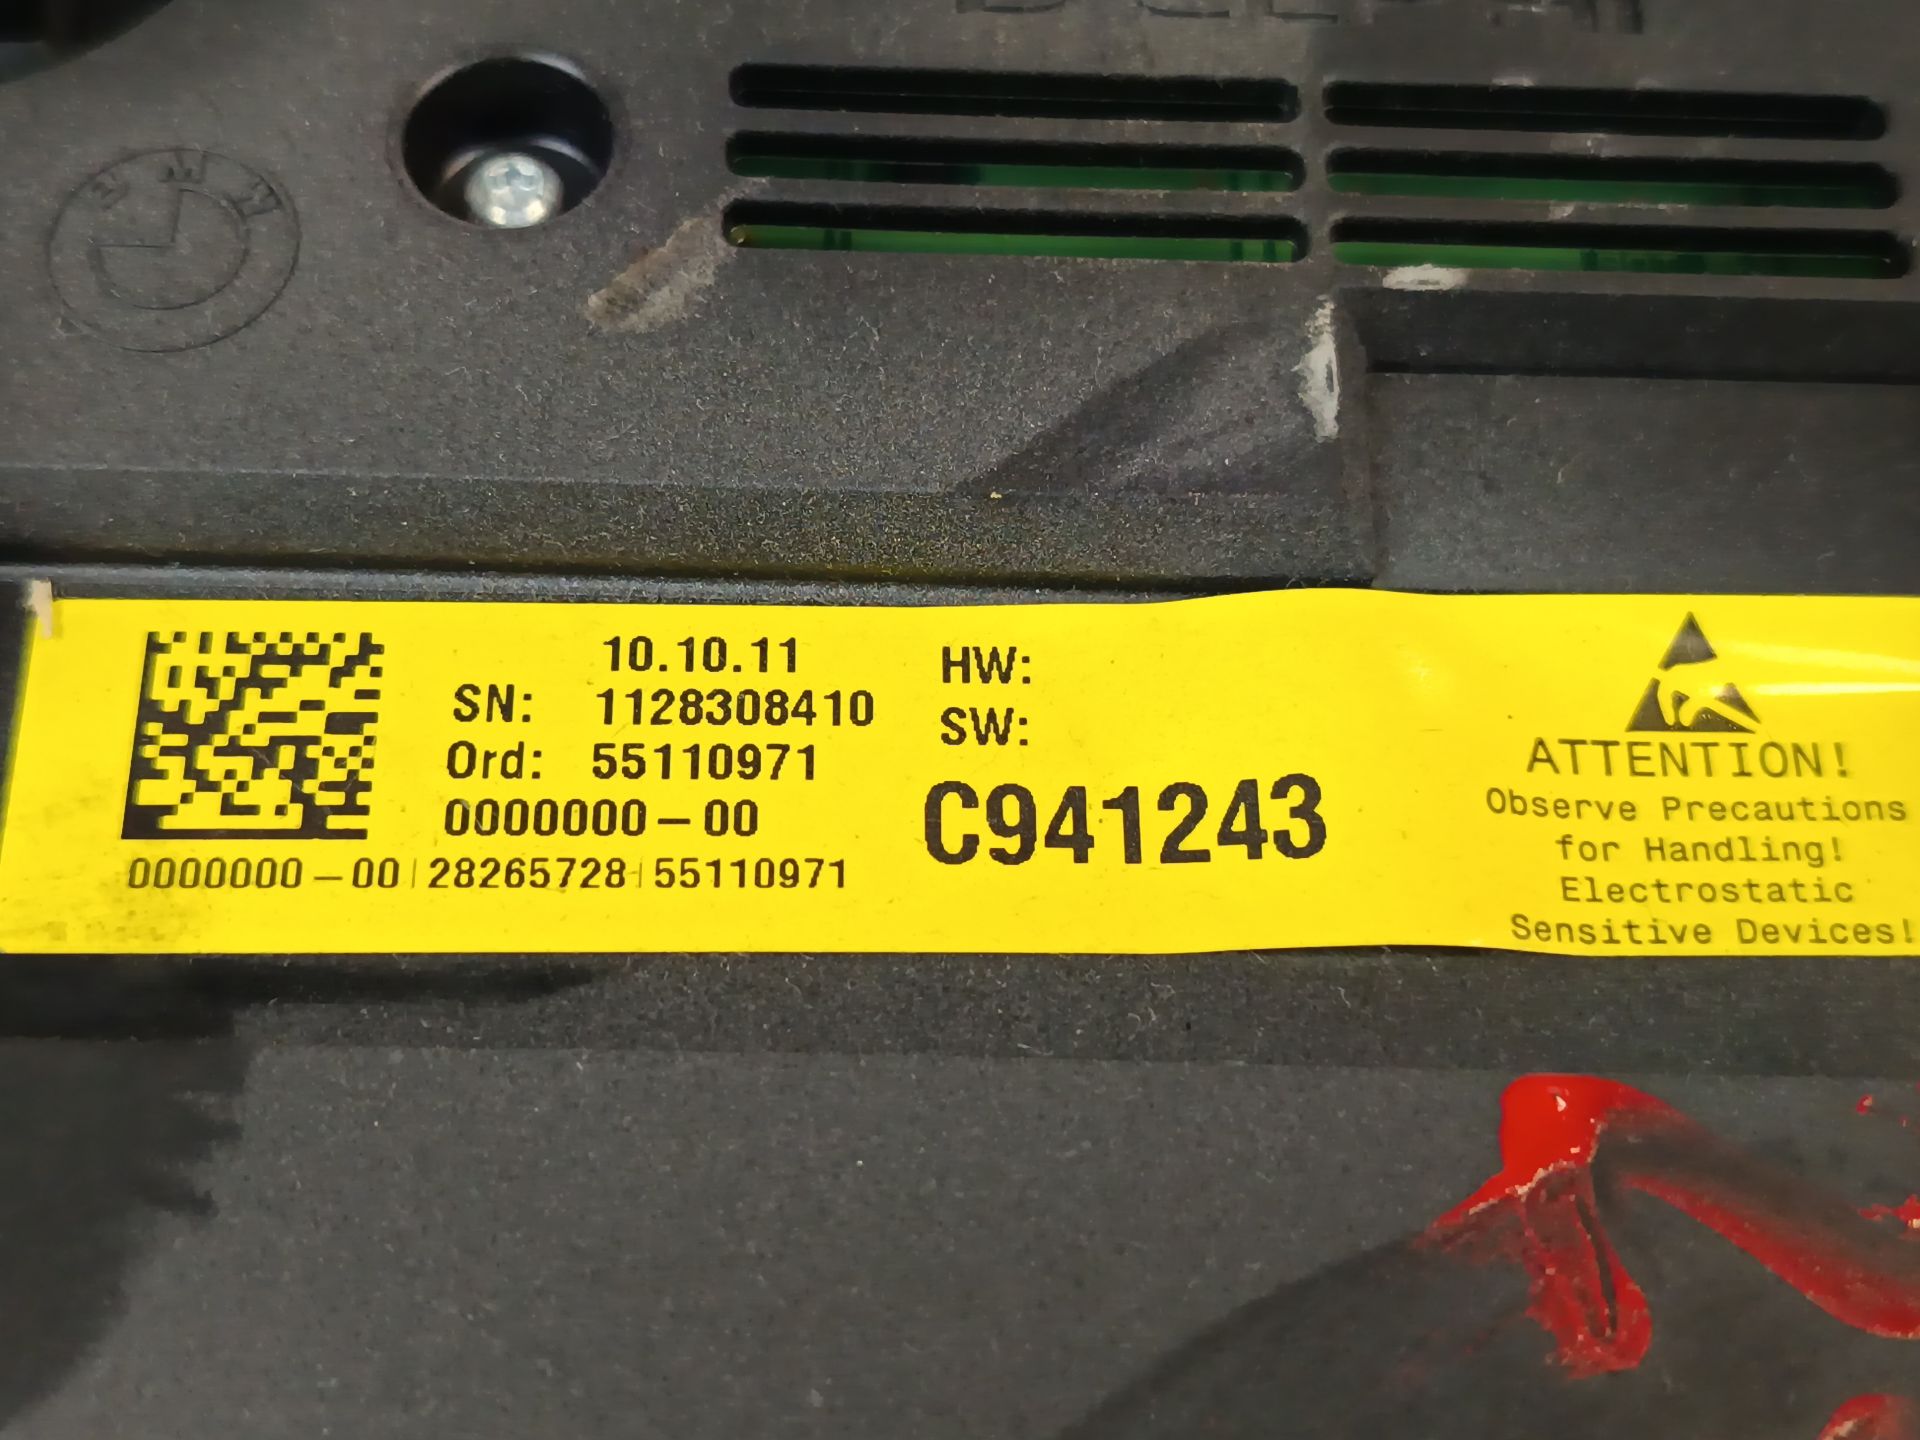 BMW
10.10.11
SN: 1128308410
Ord: 55110971
0000000-00
0000000-00|28265728|55110971
HW:
SW:
C941243
ATTENTION!
Observe Precautions
for Handling!
Electrostatic
Sensitive Devices!